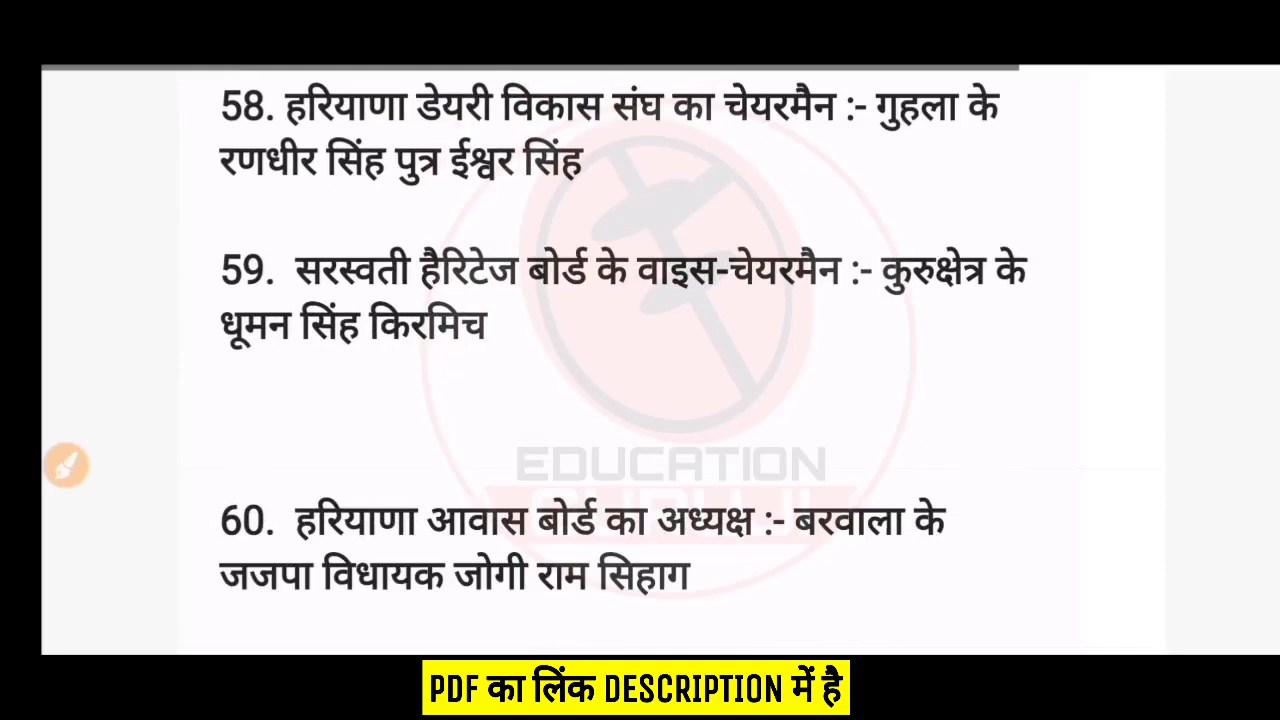 58. हरियाणा डेयरी विकास संघ का चेयरमैन :- गुहला के
रणधीर सिंह पुत्र ईश्वर सिंह
59. सरस्वती हैरिटेज बोर्ड के वाइस-चेयरमैन :- कुरुक्षेत्र के
धूमन सिंह किरमिच
EDUCATION
60. हरियाणा आवास बोर्ड का अध्यक्ष :- बरवाला के
जजपा विधायक जोगी राम सिहाग
PDF का लिंक DESCRIPTION में है